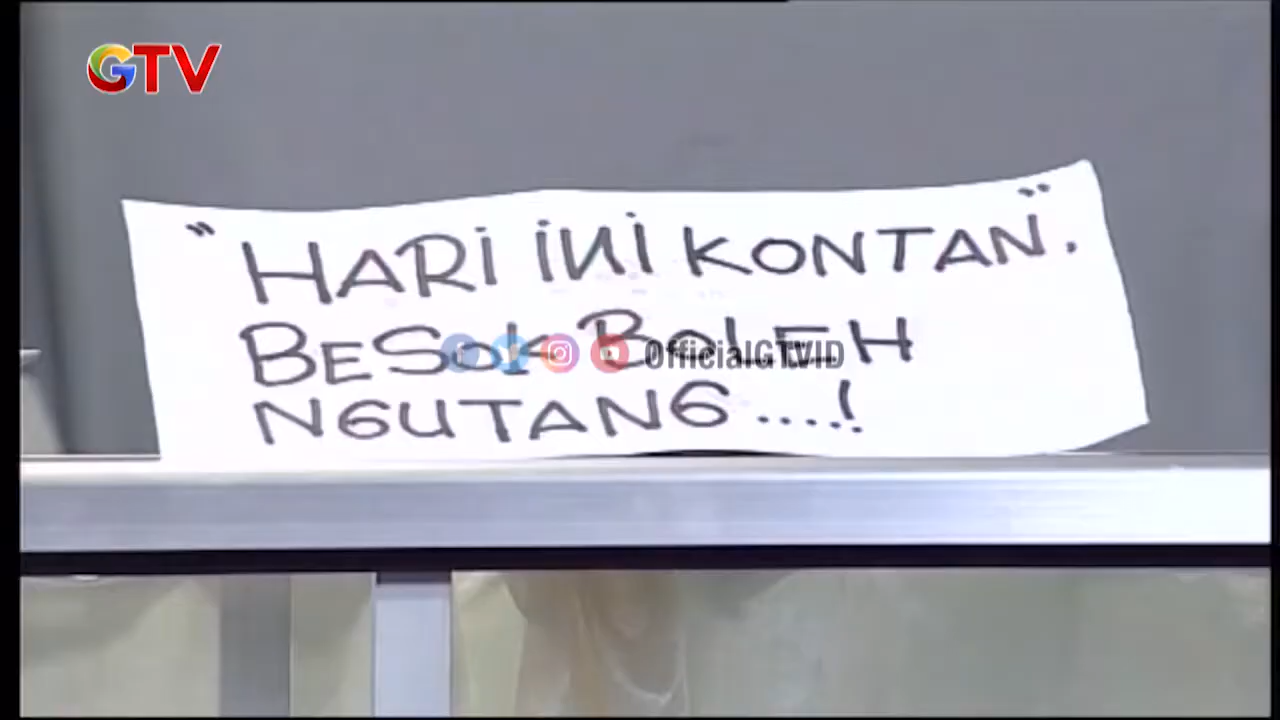 GTV
"HARi iNi KONTAN".
BESOK BOLEH
NGUTANG....!
OfficialGTVID